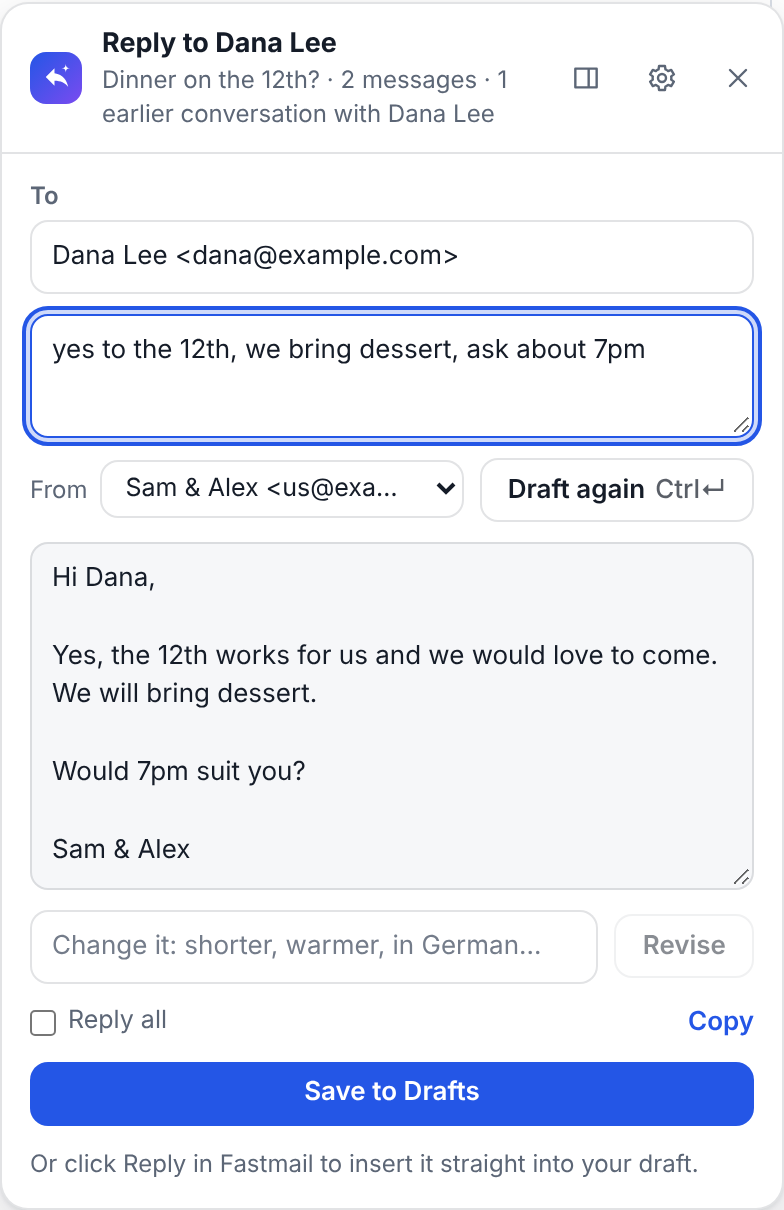 Reply to Dana Lee
Dinner on the 12th? · 2 messages · 1
earlier conversation with Dana Lee
To
Dana Lee <dana@example.com>
yes to the 12th, we bring dessert, ask about 7pm
From Sam & Alex <us@exa... Draft again Ctrl↵
Hi Dana,
Yes, the 12th works for us and we would love to come.
We will bring dessert.
Would 7pm suit you?
Sam & Alex
Change it: shorter, warmer, in German... Revise
Reply all Copy
Save to Drafts
Or click Reply in Fastmail to insert it straight into your draft.